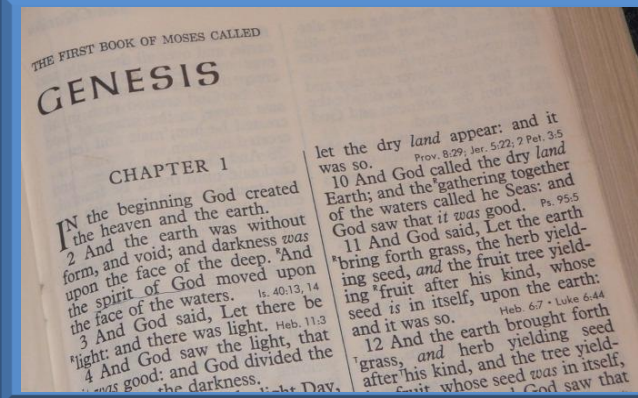 THE FIRST BOOK OF MOSES CALLED
GENESIS
CHAPTER 1
IN the beginning God created
the heaven and the earth.
2 And the earth was without
form, and void; and darkness was
upon the face of the deep. And
the spirit of God moved upon
the face of the waters. Is. 40:13, 14
3 And God said, Let there be
light: and there was light. Heb. 11:3
4 And God saw the light, that
it was good: and God divided the
the darkness.
light Day,
let the dry land appear: and it
was so. Prov. 8:29; Jer. 5:22; 2 Pet. 3:5
10 And God called the dry land
Earth; and the gathering together
of the waters called he Seas: and
God saw that it was good. Ps. 95:5
11 And God said, Let the earth
bring forth grass, the herb yield-
ing seed, and the fruit tree yield-
ing fruit after his kind, whose
seed is in itself, upon the earth:
and it was so. Heb. 6:7 • Luke 6:44
12 And the earth brought forth
grass, and herb yielding seed
after his kind, and the tree yield-
fruit, whose seed was in itself,
God saw that